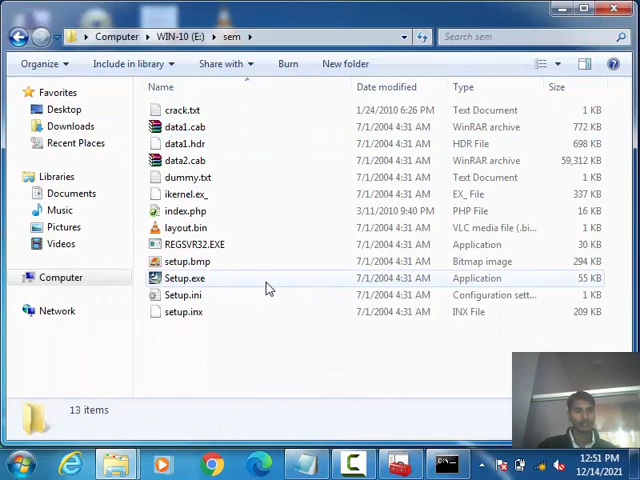 Computer WIN-10 (E:) sem Search sem
Organize Include in library Share with Burn New folder
Favorites
Desktop
Downloads
Recent Places
Libraries
Documents
Music
Pictures
Videos
Computer
Network
Name Date modified Type Size
crack.txt 1/24/2010 6:26 PM Text Document 1 KB
data1.cab 7/1/2004 4:31 AM WinRAR archive 772 KB
data1.hdr 7/1/2004 4:31 AM HDR File 698 KB
data2.cab 7/1/2004 4:31 AM WinRAR archive 59,312 KB
dummy.txt 7/1/2004 4:31 AM Text Document 1 KB
ikernel.ex_ 7/1/2004 4:31 AM EX_ File 337 KB
index.php 3/11/2010 9:40 PM PHP File 16 KB
layout.bin 7/1/2004 4:31 AM VLC media file (.bi... 1 KB
REGSVR32.EXE 7/1/2004 4:31 AM Application 30 KB
setup.bmp 7/1/2004 4:31 AM Bitmap image 294 KB
Setup.exe 7/1/2004 4:31 AM Application 55 KB
Setup.ini 7/1/2004 4:31 AM Configuration sett... 1 KB
setup.inx 7/1/2004 4:31 AM INX File 209 KB
13 items
12:51 PM
12/14/2021